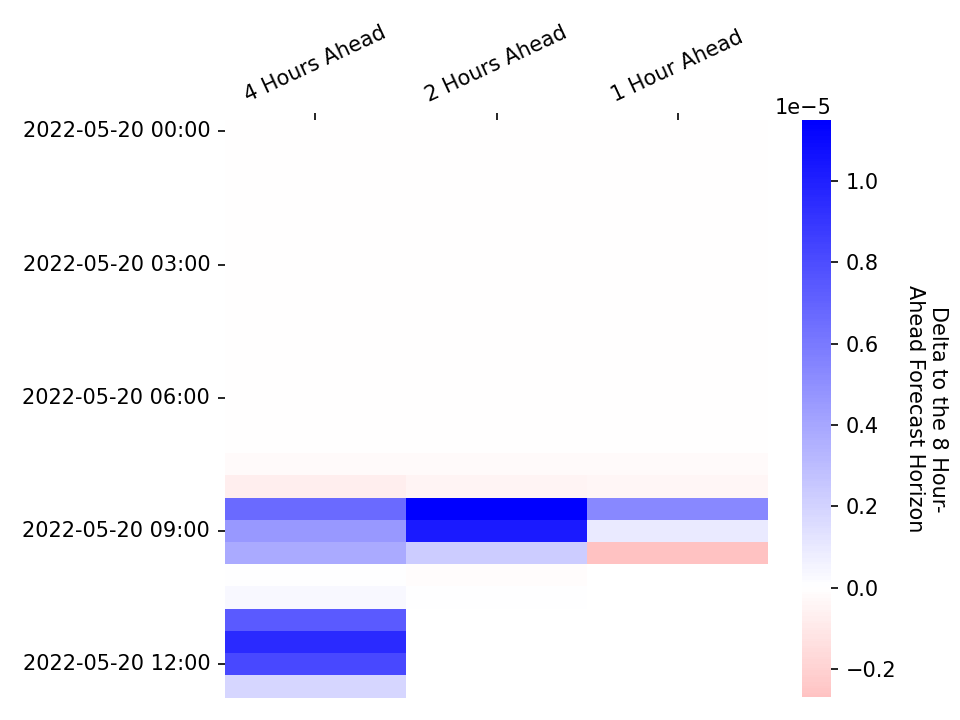 4 Hours Ahead
2 Hours Ahead
1 Hour Ahead
1e−5
2022-05-20 00:00
2022-05-20 03:00
2022-05-20 06:00
2022-05-20 09:00
2022-05-20 12:00
1.0
0.8
0.6
0.4
0.2
0.0
−0.2
Delta to the 8 Hour-
Ahead Forecast Horizon